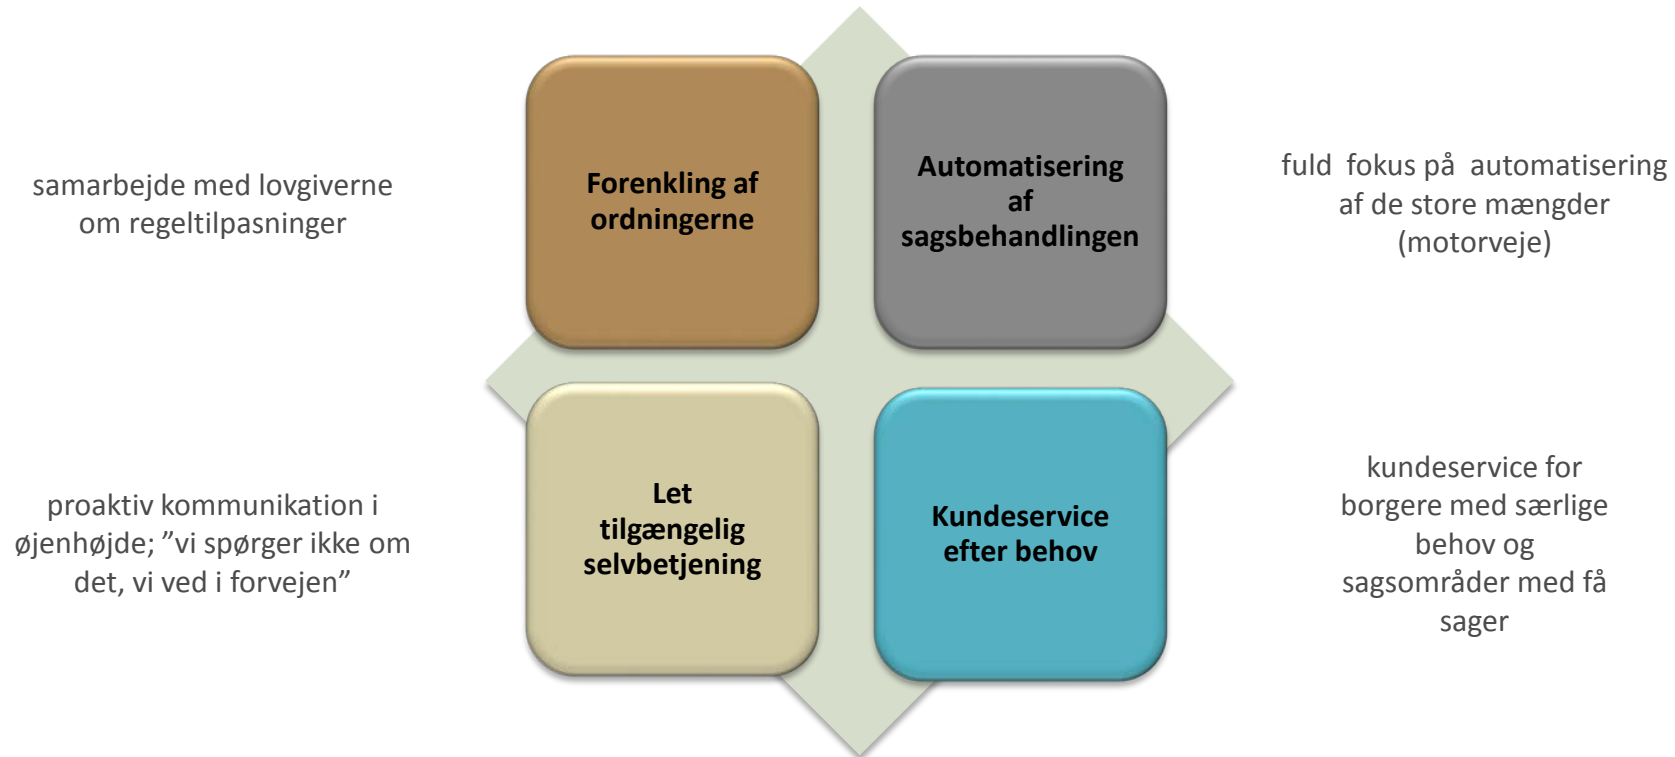 samarbejde med lovgiverne
om regeltilpasninger
Forenkling af
ordningerne
Automatisering
af
sagsbehandlingen
fuld fokus på automatisering
af de store mængder
(motorveje)
proaktiv kommunikation i
øjenhøjde; ”vi spørger ikke om
det, vi ved i forvejen”
Let
tilgængelig
selvbetjening
Kundeservice
efter behov
kundeservice for
borgere med særlige
behov og
sagsområder med få
sager